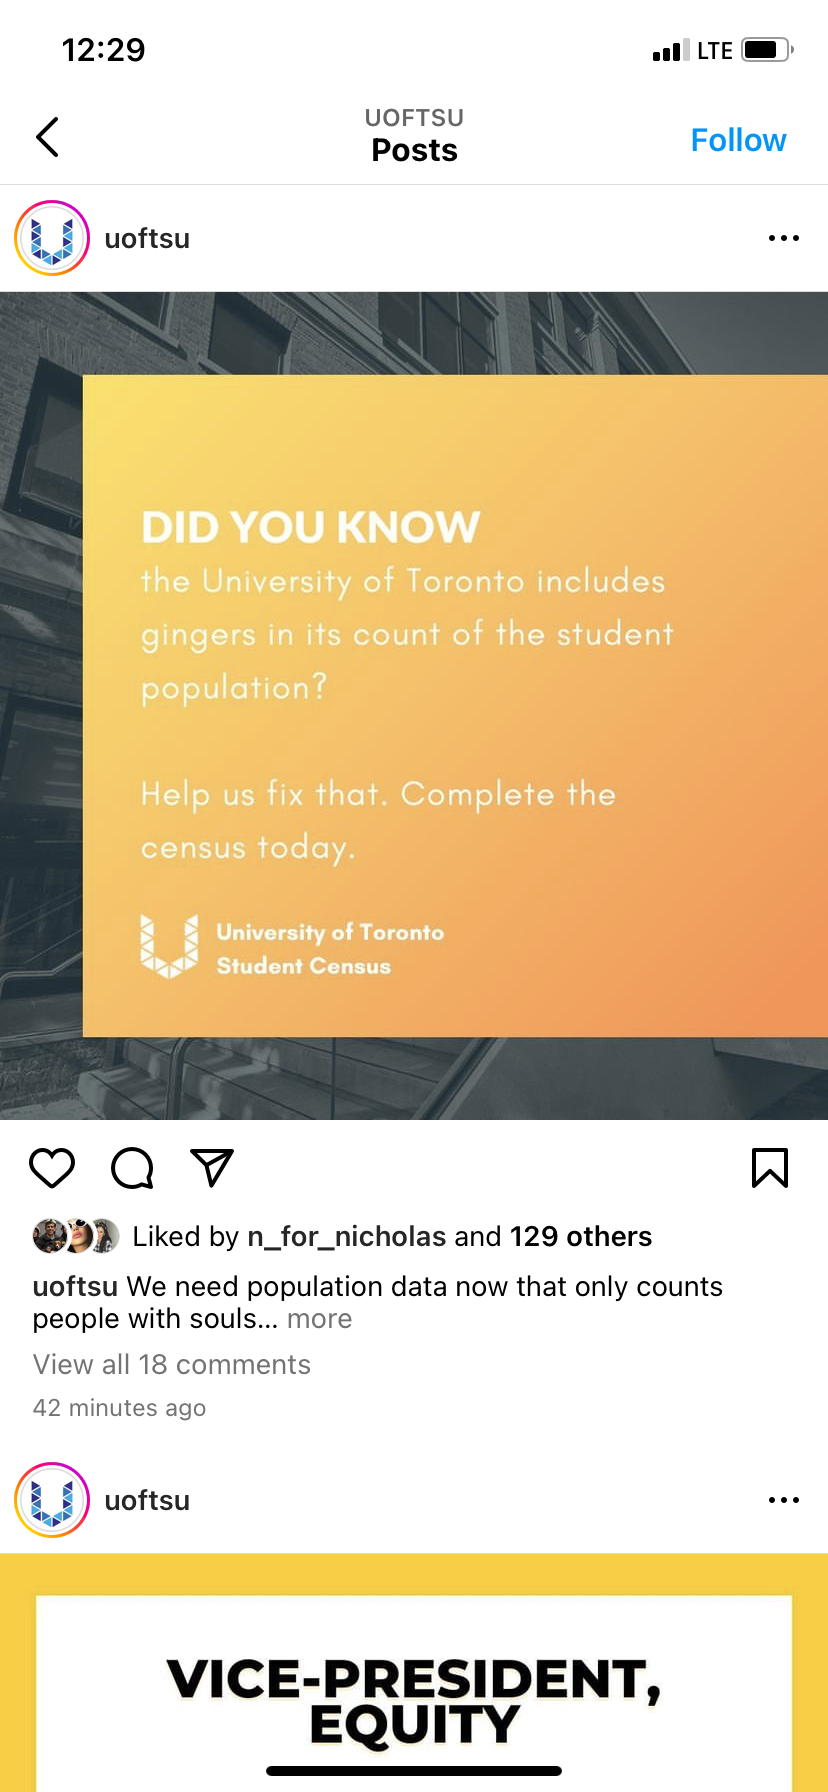 12:29
LTE
UOFTSU
Posts
Follow
uoftsu
DID YOU KNOW
the University of Toronto includes
gingers in its count of the student
population?
Help us fix that. Complete the
census today.
University of Toronto
Student Census
Liked by n_for_nicholas and 129 others
uoftsu We need population data now that only counts
people with souls... more
View all 18 comments
42 minutes ago
uoftsu
VICE-PRESIDENT,
EQUITY